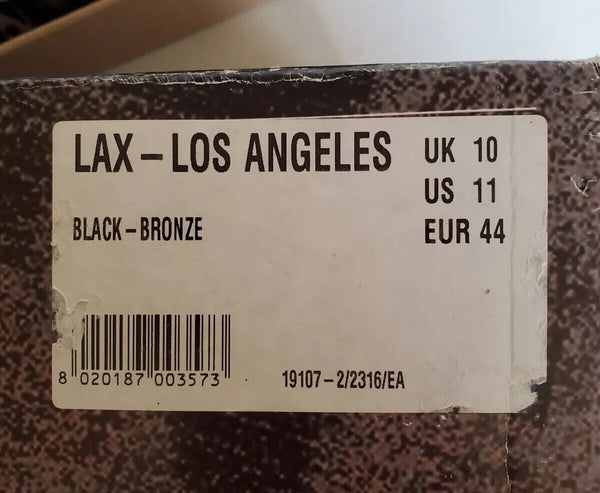 LAX-LOS ANGELES
UK 10
US 11
BLACK-BRONZE
EUR 44
8 020187 003573
19107-2/2316/EA